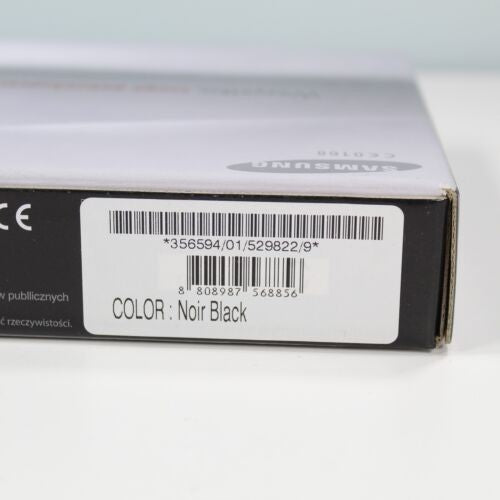 CE0168
SAMSUNG
CE
*356594/01/529822/9*
8 808987 568856
COLOR : Noir Black
w publicznych
ć rzeczywistości.